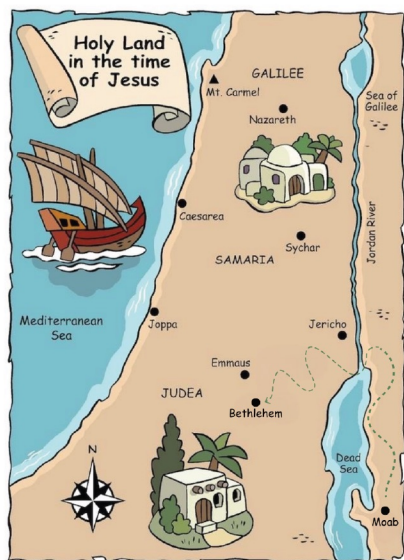 Holy Land
in the time
of Jesus
GALILEE
Mt. Carmel
Sea of
Galilee
Nazareth
Caesarea
Jordan River
Sychar
SAMARIA
Mediterranean
Sea
Joppa
Jericho
Emmaus
JUDEA
Bethlehem
N
Dead
Sea
Moab